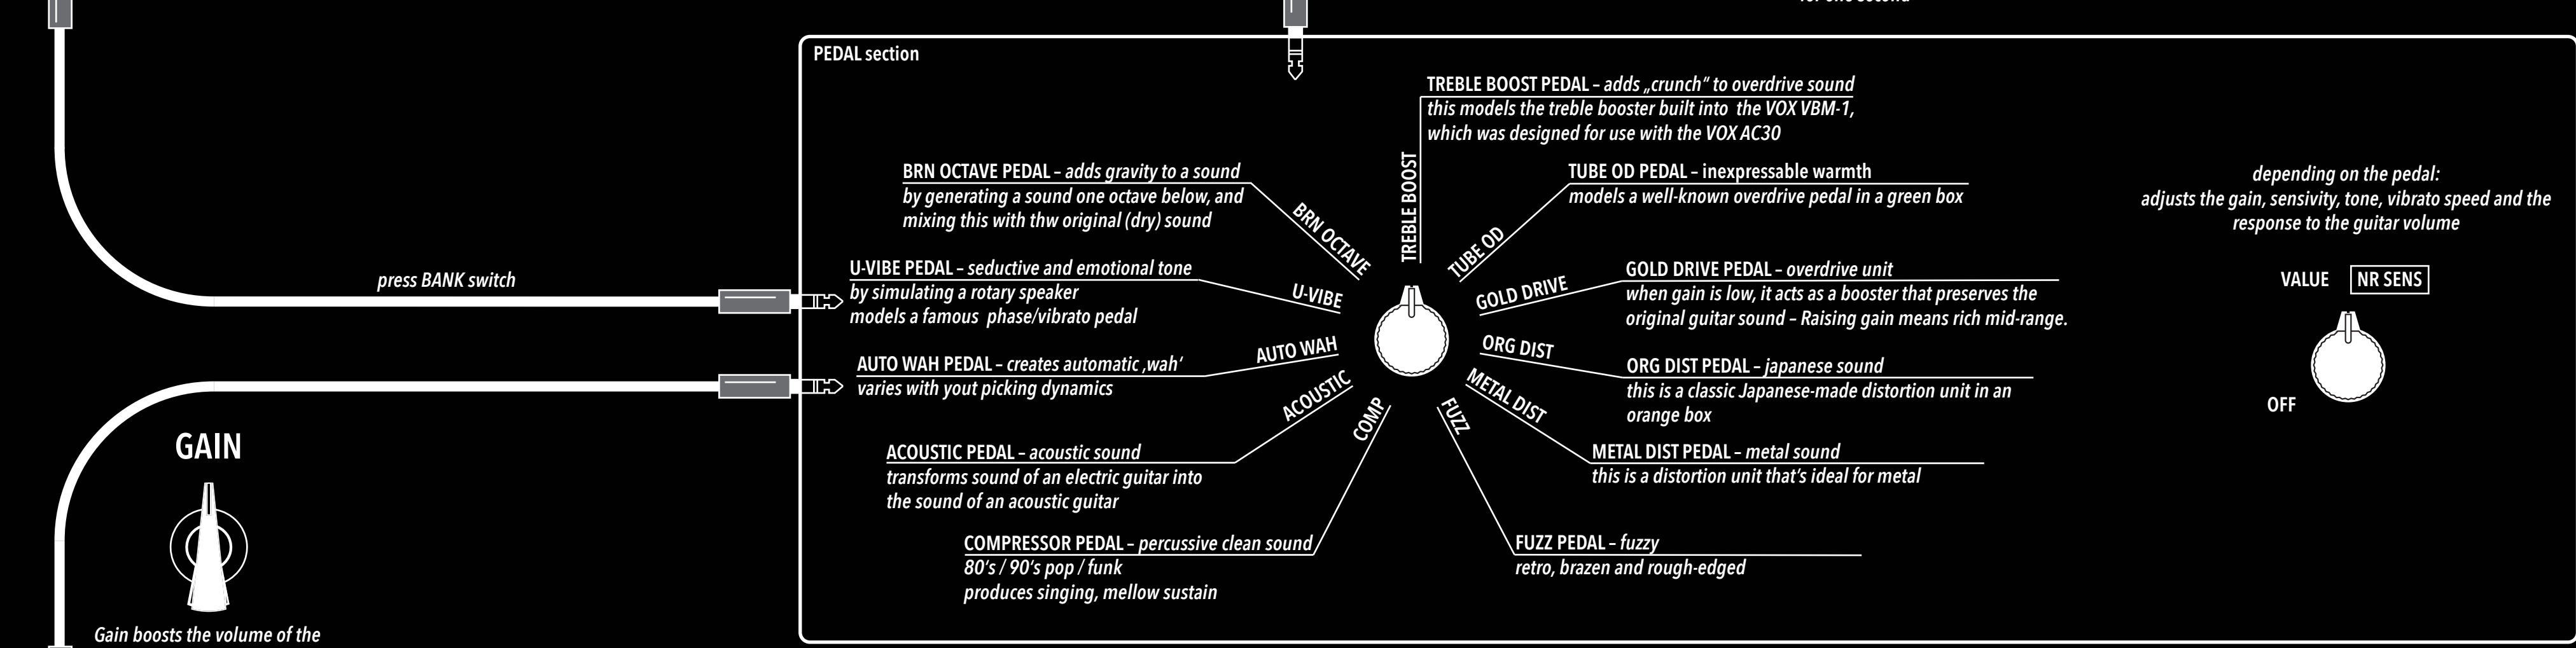 PEDAL section
TREBLE BOOST PEDAL – adds „crunch“ to overdrive sound
this models the treble booster built into  the VOX VBM-1,
which was designed for use with the VOX AC30
BRN OCTAVE PEDAL – adds gravity to a sound
by generating a sound one octave below, and
mixing this with thw original (dry) sound
TUBE OD PEDAL – inexpressable warmth
models a well-known overdrive pedal in a green box
depending on the pedal:
adjusts the gain, sensivity, tone, vibrato speed and the
response to the guitar volume
press BANK switch
U-VIBE PEDAL – seductive and emotional tone
by simulating a rotary speaker
models a famous  phase/vibrato pedal
BRN OCTAVE
TREBLE BOOST
TUBE OD
U-VIBE
GOLD DRIVE
GOLD DRIVE PEDAL – overdrive unit
when gain is low, it acts as a booster that preserves the
original guitar sound – Raising gain means rich mid-range.
VALUE NR SENS
AUTO WAH PEDAL – creates automatic ‚wah‘
varies with yout picking dynamics
AUTO WAH
ORG DIST
ORG DIST PEDAL – japanese sound
this is a classic Japanese-made distortion unit in an
orange box
OFF
ACOUSTIC
COMP
FUZZ
METAL DIST
GAIN
ACOUSTIC PEDAL – acoustic sound
transforms sound of an electric guitar into
the sound of an acoustic guitar
METAL DIST PEDAL – metal sound
this is a distortion unit that's ideal for metal
COMPRESSOR PEDAL – percussive clean sound
80‘s / 90‘s pop / funk
produces singing, mellow sustain
FUZZ PEDAL – fuzzy
retro, brazen and rough-edged
Gain boosts the volume of the